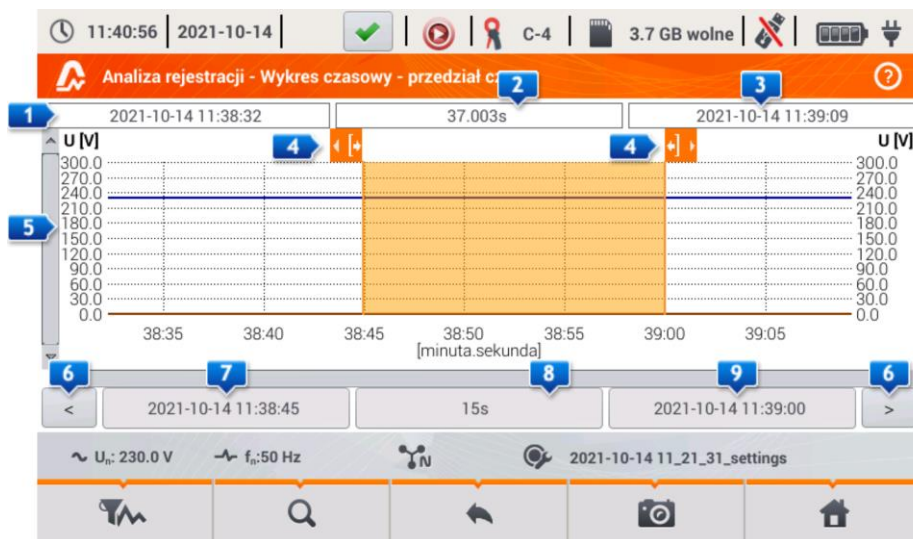 11:40:56 2021-10-14 C-4 3.7 GB wolne
Analiza rejestracji - Wykres czasowy - przedział
2 3
1 2021-10-14 11:38:32 37.003s 2021-10-14 11:39:09
U [V] 4 4 U [V]
300.0 300.0
270.0 270.0
240.0 240.0
210.0 210.0
5 180.0 180.0
150.0 150.0
120.0 120.0
90.0 90.0
60.0 60.0
30.0 30.0
0.0 0.0
38:35 38:40 38:45 38:50 38:55 39:00 39:05
[minuta.sekunda]
6 7 8 9 6
< 2021-10-14 11:38:45 15s 2021-10-14 11:39:00 >
Un: 230.0 V fn:50 Hz N 2021-10-14 11_21_31_settings